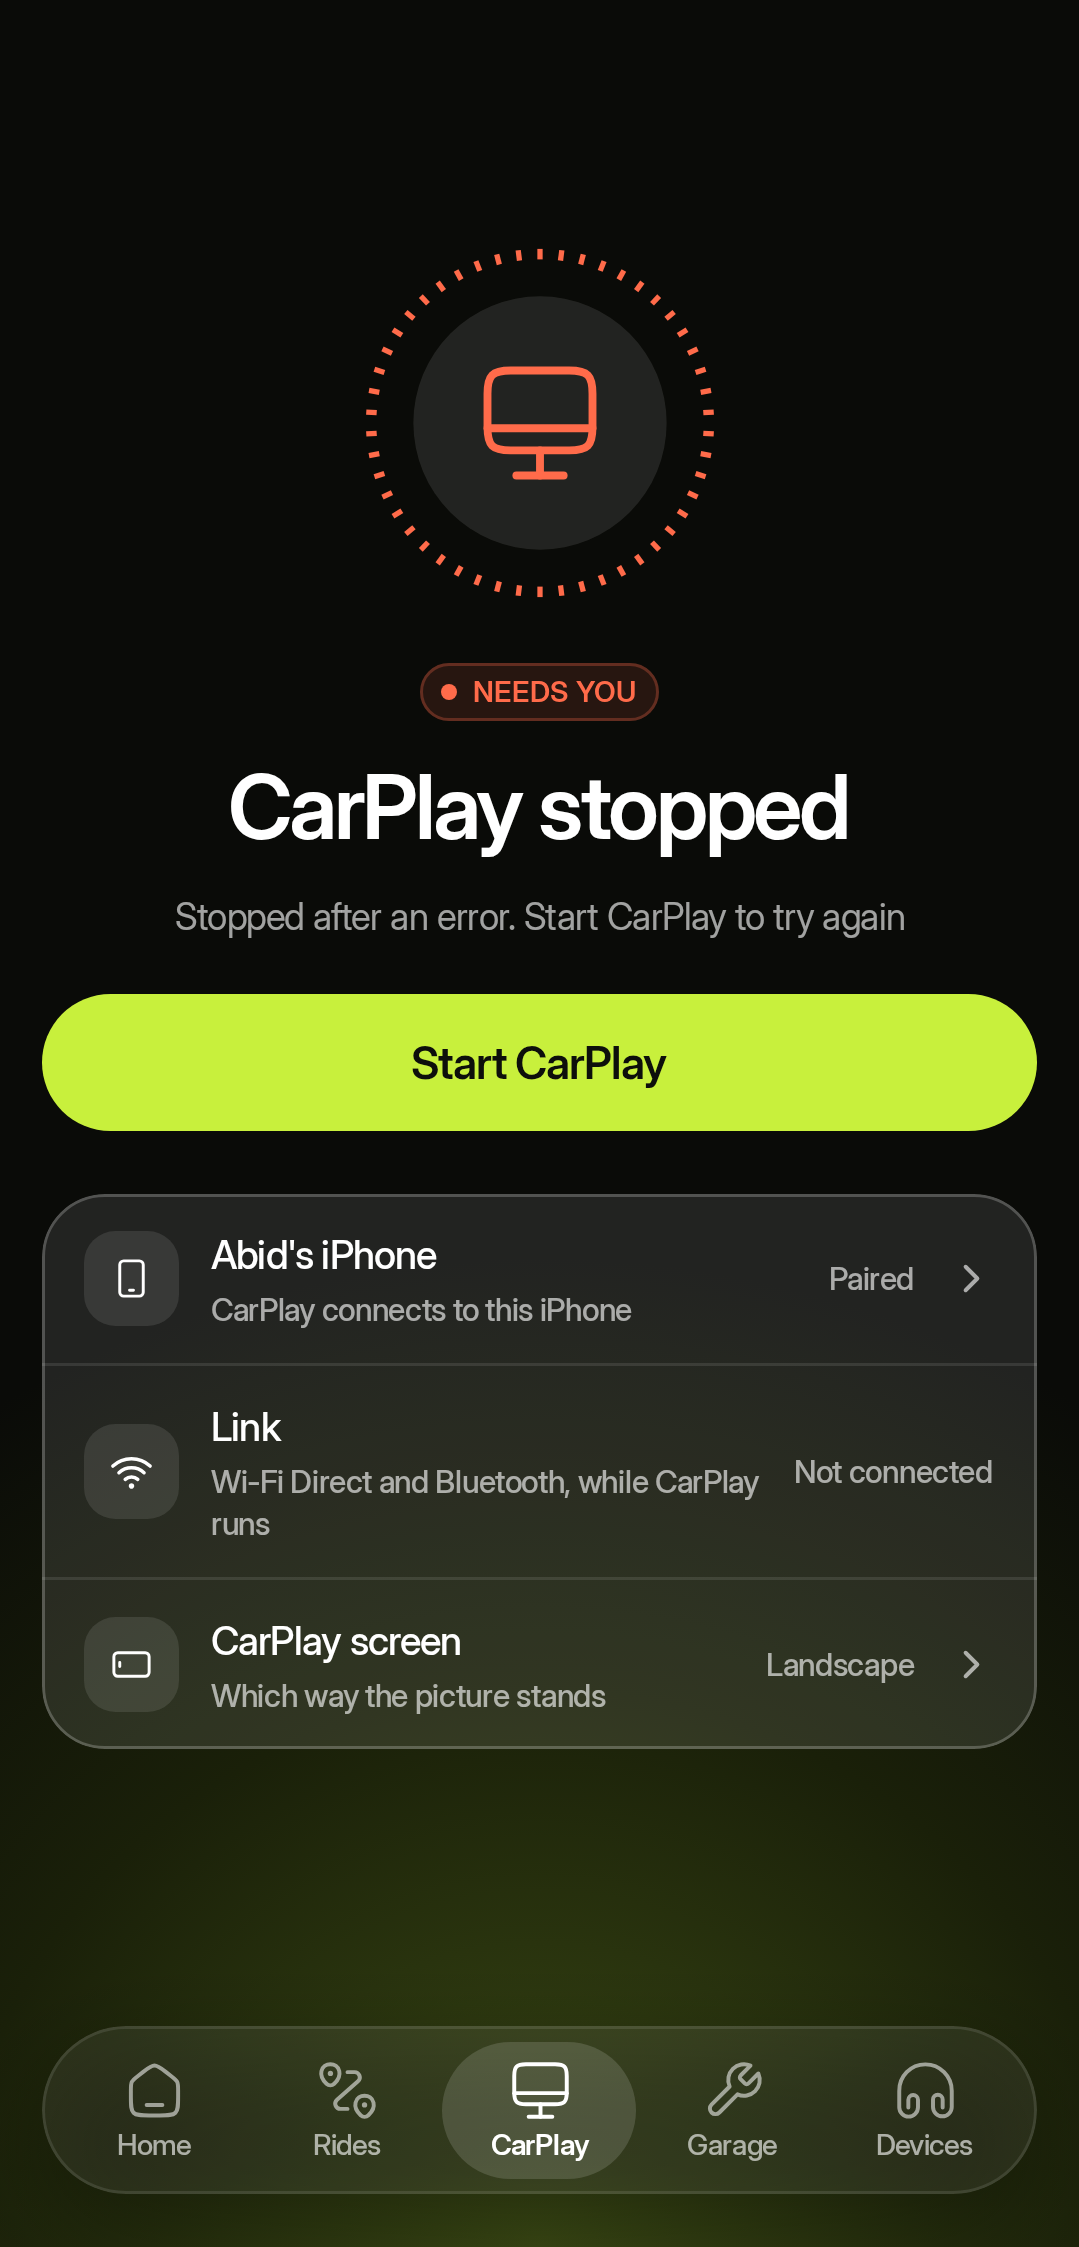 NEEDS YOU
CarPlay stopped
Stopped after an error. Start CarPlay to try again
Start CarPlay
Abid's iPhone
CarPlay connects to this iPhone
Paired
Link
Wi-Fi Direct and Bluetooth, while CarPlay
runs
Not connected
CarPlay screen
Which way the picture stands
Landscape
Home
Rides
CarPlay
Garage
Devices